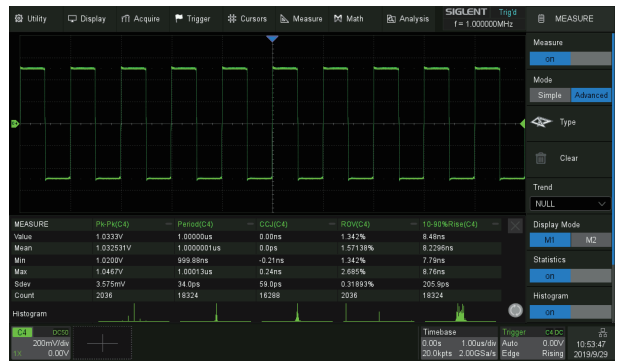 Utility Display Acquire Trigger Cursors Measure Math Analysis SIGLENT Trig'd MEASURE
f = 1.000000MHz
Measure
on
Mode
Simple Advanced
Type
Clear
Trend
NULL
Display Mode
M1 M2
Statistics
on
Histogram
on
MEASURE Pk-Pk(C4) Period(C4) CCJ(C4) ROV(C4) 10-90%Rise(C4)
Value 1.0333V 1.00000us 0.00ns 1.342% 8.48ns
Mean 1.032531V 1.0000001us 0.0ps 1.57138% 8.2296ns
Min 1.0200V 999.88ns -0.21ns 1.342% 7.79ns
Max 1.0467V 1.00013us 0.24ns 2.685% 8.76ns
Sdev 3.575mV 34.0ps 59.0ps 0.31893% 205.9ps
Count 2036 18324 16288 2036 18324
Histogram
C4 DC50
200mV/div
1X 0.00V
Timebase
0.00s 1.00us/div
20.0kpts 2.00GSa/s
Trigger C4 DC
Auto 0.00V
Edge Rising
10:53:47
2019/9/29